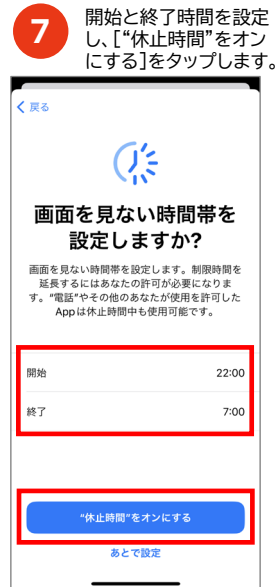 7
開始と終了時間を設定
し、[“休止時間”をオン
にする]をタップします。
戻る
画面を見ない時間帯を
設定しますか?
画面を見ない時間帯を設定します。制限時間を
延長するにはあなたの許可が必要になりま
す。“電話”やその他のあなたが使用を許可した
Appは休止時間中も使用可能です。
開始 22:00
終了 7:00
“休止時間”をオンにする
あとで設定